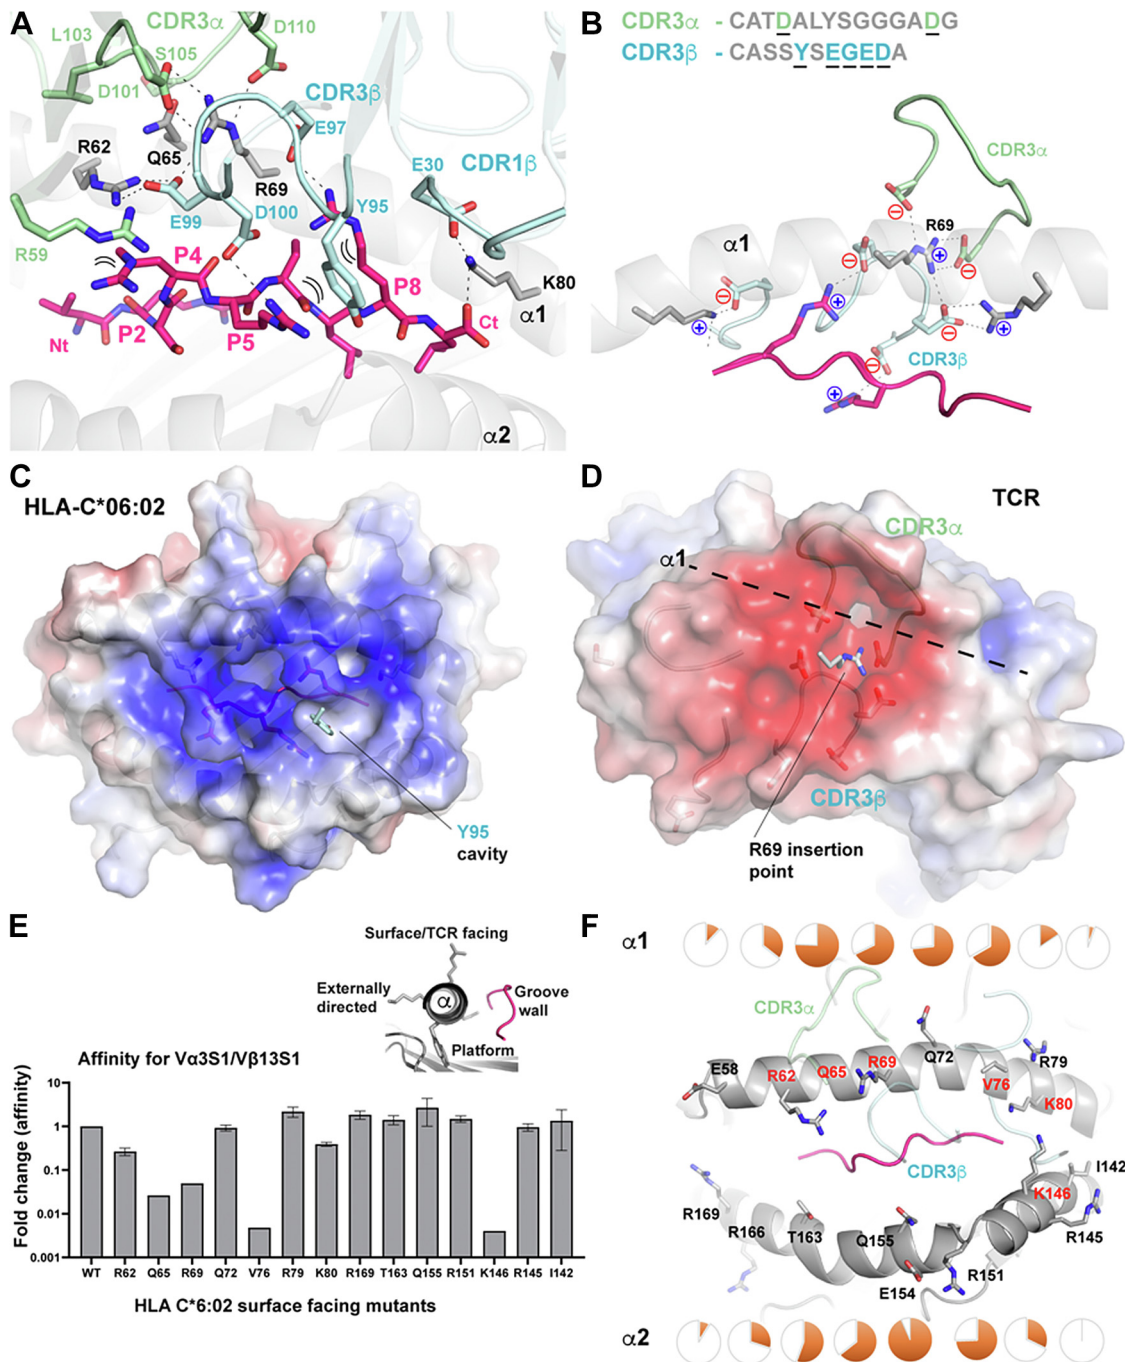 A
CDR3α
L103
S105
D110
D101
CDR3β
E97
R62
Q65
R69
E30
CDR1β
E99
D100
Y95
R59
P4
P8
K80
α1
P2
P5
Nt
Ct
α2
B
CDR3α - CATDALYSGGGADG
CDR3β - CASSYSEGEDA
CDR3α
α1
R69
CDR3β
C
HLA-C*06:02
Y95
cavity
D
TCR
CDR3α
α1
CDR3β
R69 insertion
point
E
Surface/TCR facing
Externally
directed
α
Groove
wall
Platform
Affinity for Vα3S1/Vβ13S1
Fold change (affinity)
10
1
0.1
0.01
0.001
WT R62 Q65 R69 Q72 V76 R79 K80 R169 T163 Q155 R151 K146 R145 I142
HLA C*6:02 surface facing mutants
F
α1
CDR3α
E58
R62
Q65
R69
Q72
R79
V76
K80
CDR3β
I142
K146
R169
R166
T163
Q155
R145
R151
E154
α2